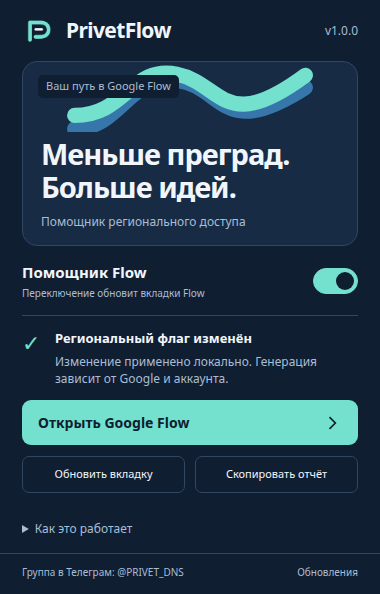 PrivetFlow
v1.0.0
Ваш путь в Google Flow
Меньше преград.
Больше идей.
Помощник регионального доступа
Помощник Flow
Переключение обновит вкладки Flow
✓ Региональный флаг изменён
Изменение применено локально. Генерация
зависит от Google и аккаунта.
Открыть Google Flow
Обновить вкладку
Скопировать отчёт
Как это работает
Группа в Телеграм: @PRIVET_DNS
Обновления